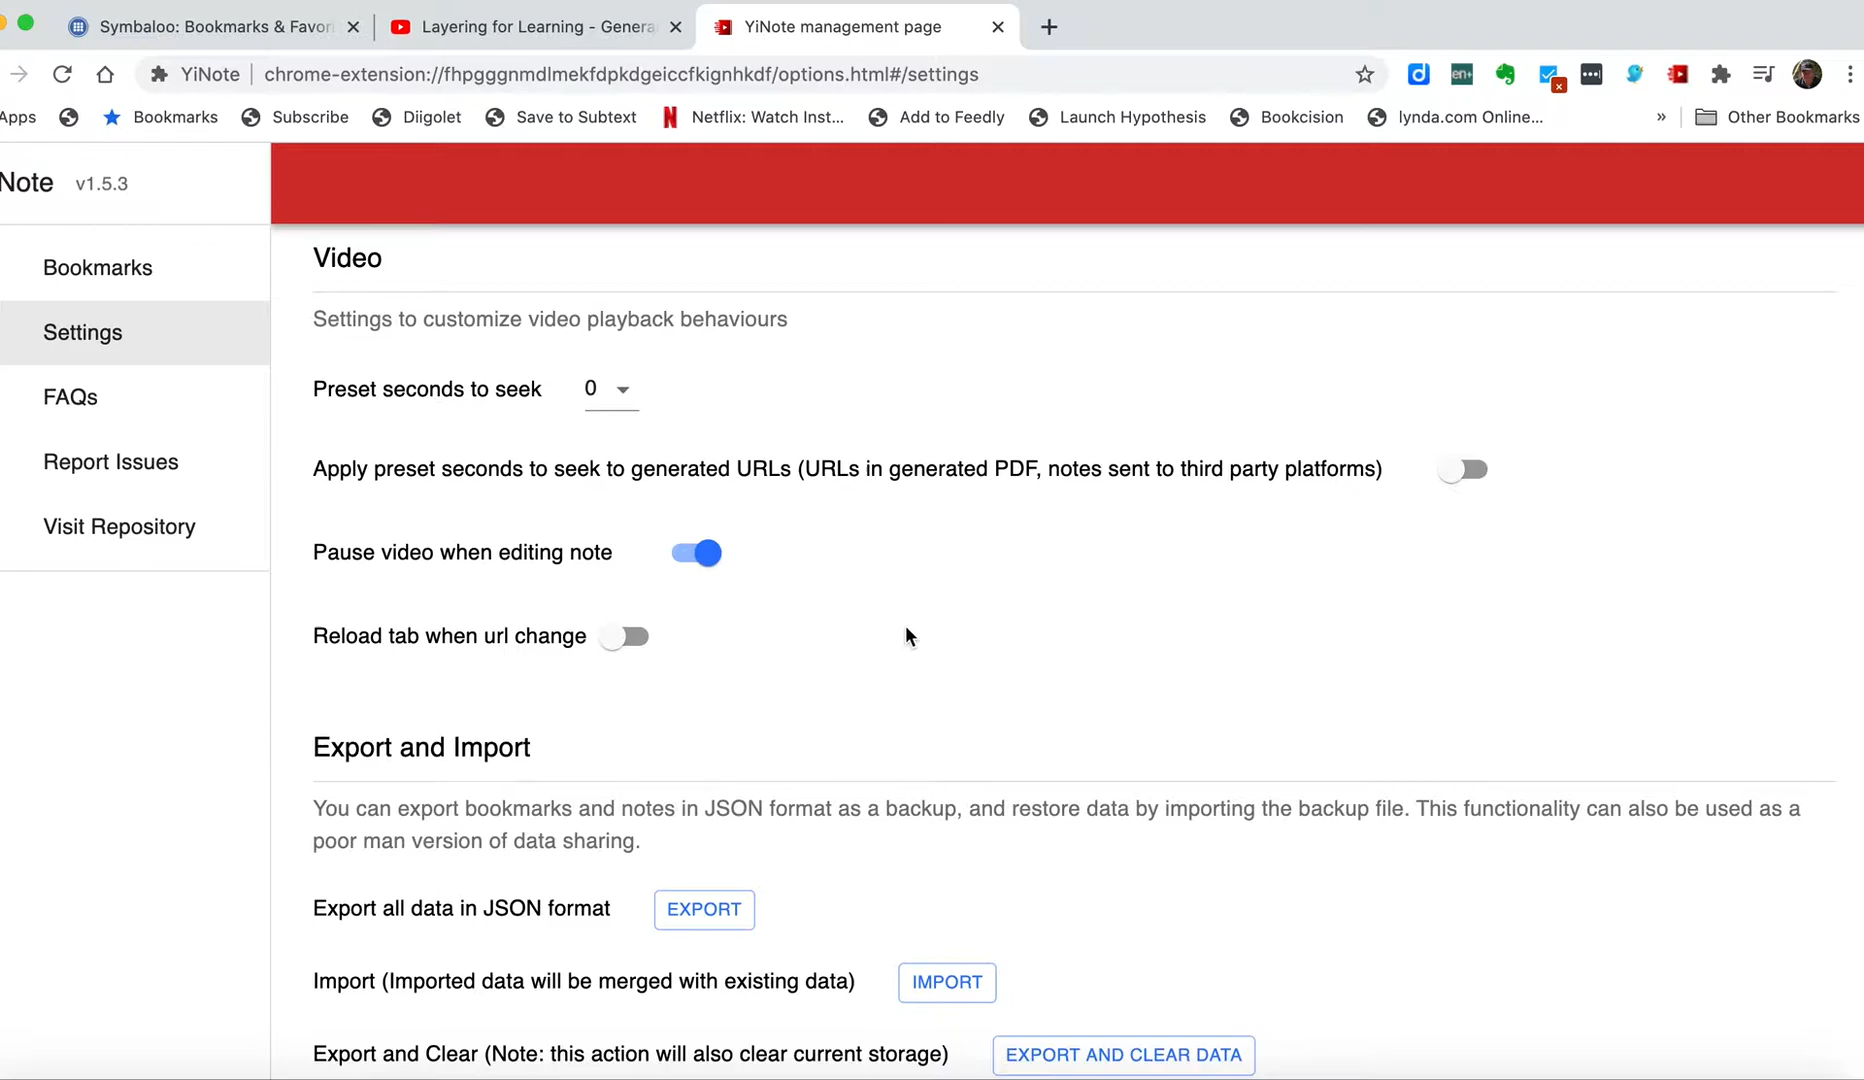 Symbaloo: Bookmarks & Favori
Layering for Learning - Genera
YiNote management page
YiNote
chrome-extension://fhpgggnmdlmekfdpkdgeiccfkignhkdf/options.html#/settings
en+
Apps
Bookmarks
Subscribe
Diigolet
Save to Subtext
Netflix: Watch Inst...
Add to Feedly
Launch Hypothesis
Bookcision
lynda.com Online...
»
Other Bookmarks
Note v1.5.3
Bookmarks
Settings
FAQs
Report Issues
Visit Repository
Video
Settings to customize video playback behaviours
Preset seconds to seek 0
Apply preset seconds to seek to generated URLs (URLs in generated PDF, notes sent to third party platforms)
Pause video when editing note
Reload tab when url change
Export and Import
You can export bookmarks and notes in JSON format as a backup, and restore data by importing the backup file. This functionality can also be used as a
poor man version of data sharing.
Export all data in JSON format EXPORT
Import (Imported data will be merged with existing data) IMPORT
Export and Clear (Note: this action will also clear current storage) EXPORT AND CLEAR DATA